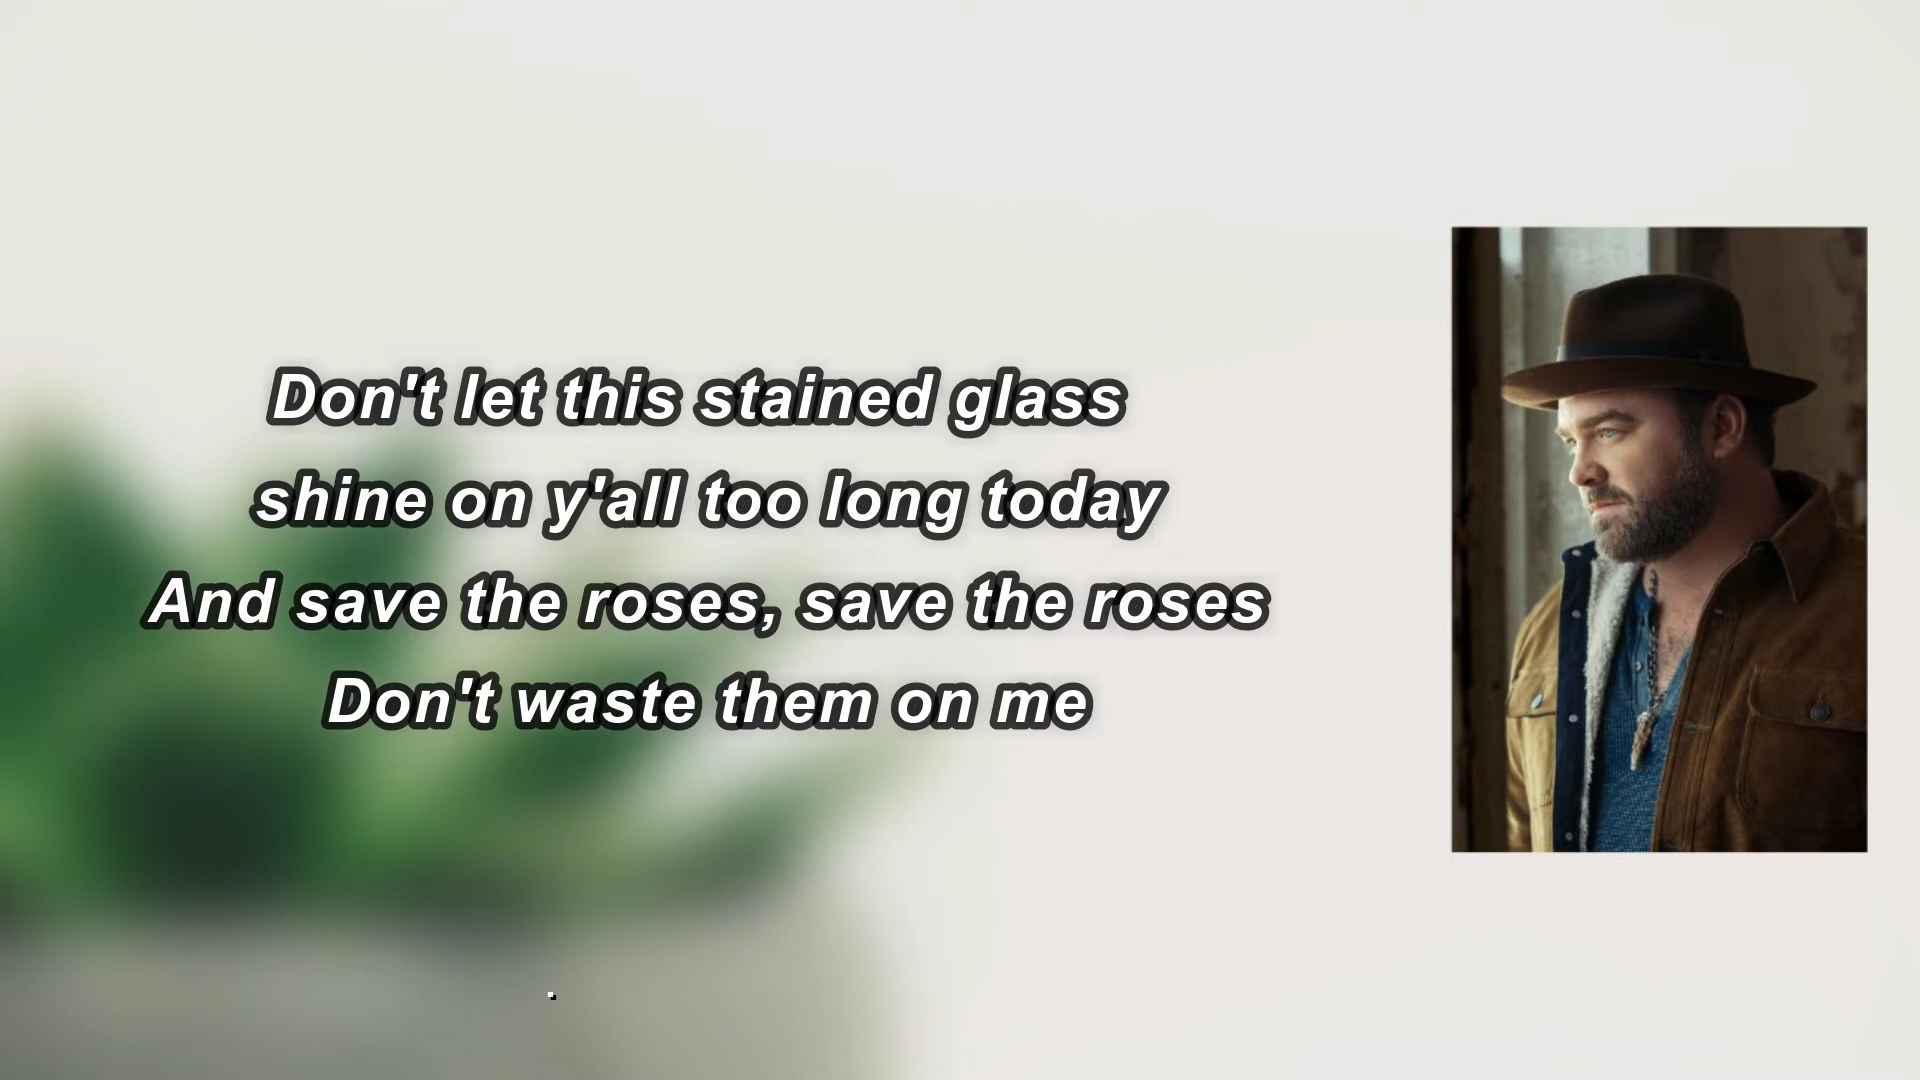 Don't let this stained glass
shine on y'all too long today
And save the roses, save the roses
Don't waste them on me